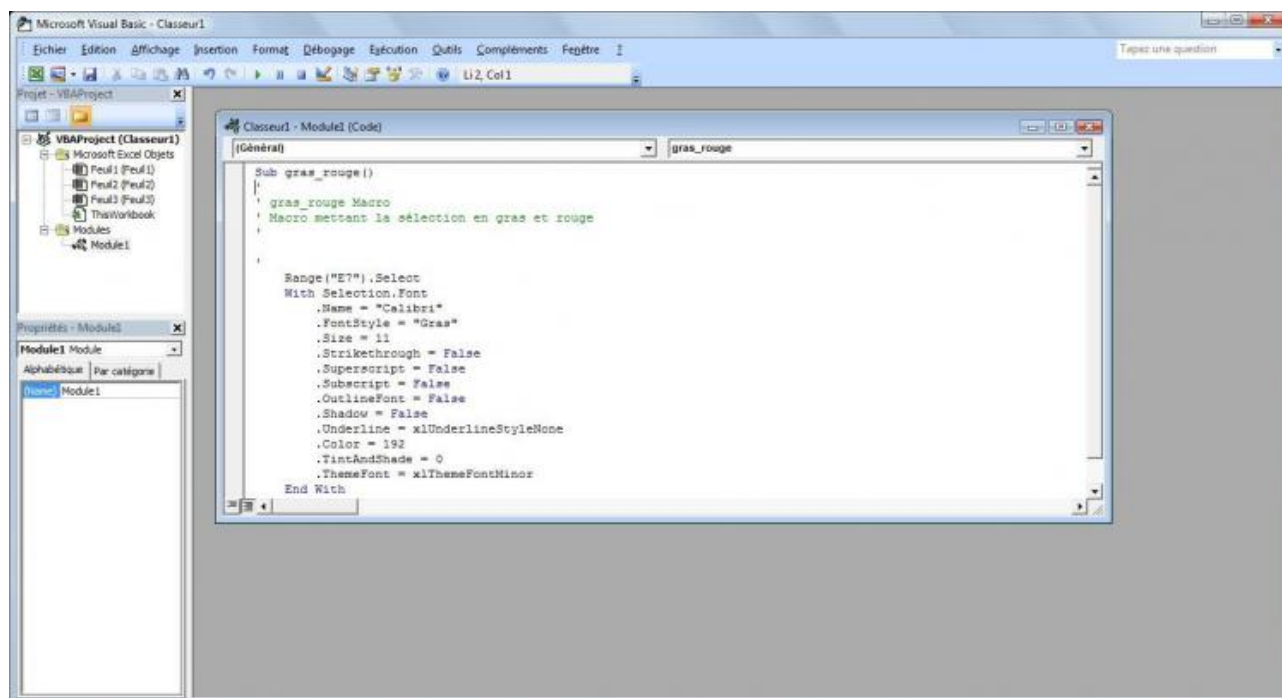 Microsoft Visual Basic - Classeur1
Fichier Edition Affichage Insertion Format Débogage Exécution Outils Compléments Fenêtre ?
Tapez une question
Li2, Col1
Projet - VBAProject
VBAProject (Classeur1)
Microsoft Excel Objets
Feuil1 (Feuil1)
Feuil2 (Feuil2)
Feuil3 (Feuil3)
ThisWorkbook
Modules
Module1
Propriétés - Module1
Module1 Module
Alphabétique Par catégorie
(Name) Module1
Classeur1 - Module1 (Code)
(Général) gras_rouge
Sub gras_rouge()
'
' gras_rouge Macro
' Macro mettant la sélection en gras et rouge
'
'
Range("E7").Select
With Selection.Font
.Name = "Calibri"
.FontStyle = "Gras"
.Size = 11
.Strikethrough = False
.Superscript = False
.Subscript = False
.OutlineFont = False
.Shadow = False
.Underline = xlUnderlineStyleNone
.Color = 192
.TintAndShade = 0
.ThemeFont = xlThemeFontMinor
End With